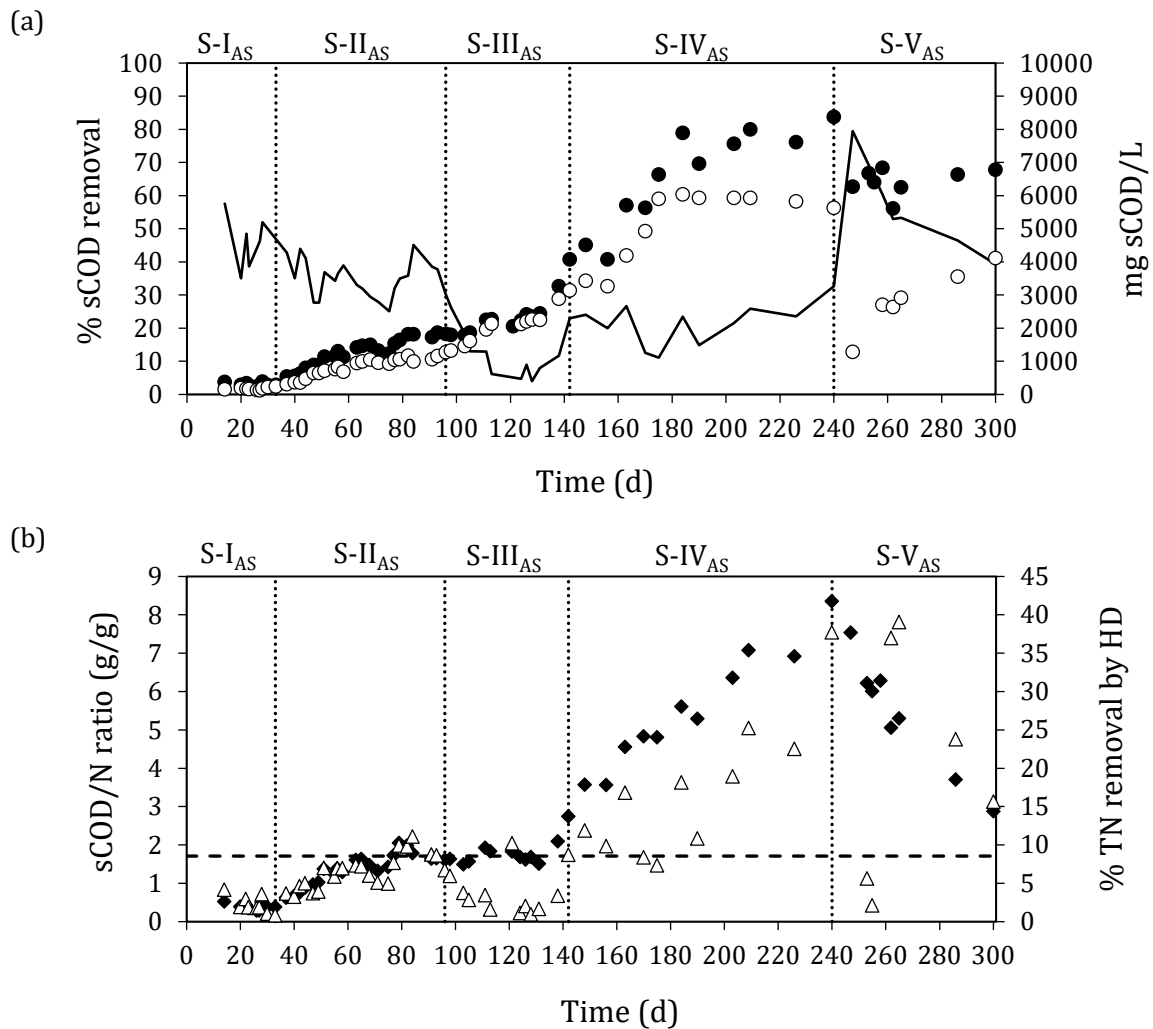 (a)
S-I_AS S-II_AS S-III_AS S-IV_AS S-V_AS
100 90 80 70 60 50 40 30 20 10 0
% sCOD removal
10000 9000 8000 7000 6000 5000 4000 3000 2000 1000 0
mg sCOD/L
0 20 40 60 80 100 120 140 160 180 200 220 240 260 280 300
Time (d)
(b)
S-I_AS S-II_AS S-III_AS S-IV_AS S-V_AS
9 8 7 6 5 4 3 2 1 0
sCOD/N ratio (g/g)
45 40 35 30 25 20 15 10 5 0
% TN removal by HD
0 20 40 60 80 100 120 140 160 180 200 220 240 260 280 300
Time (d)